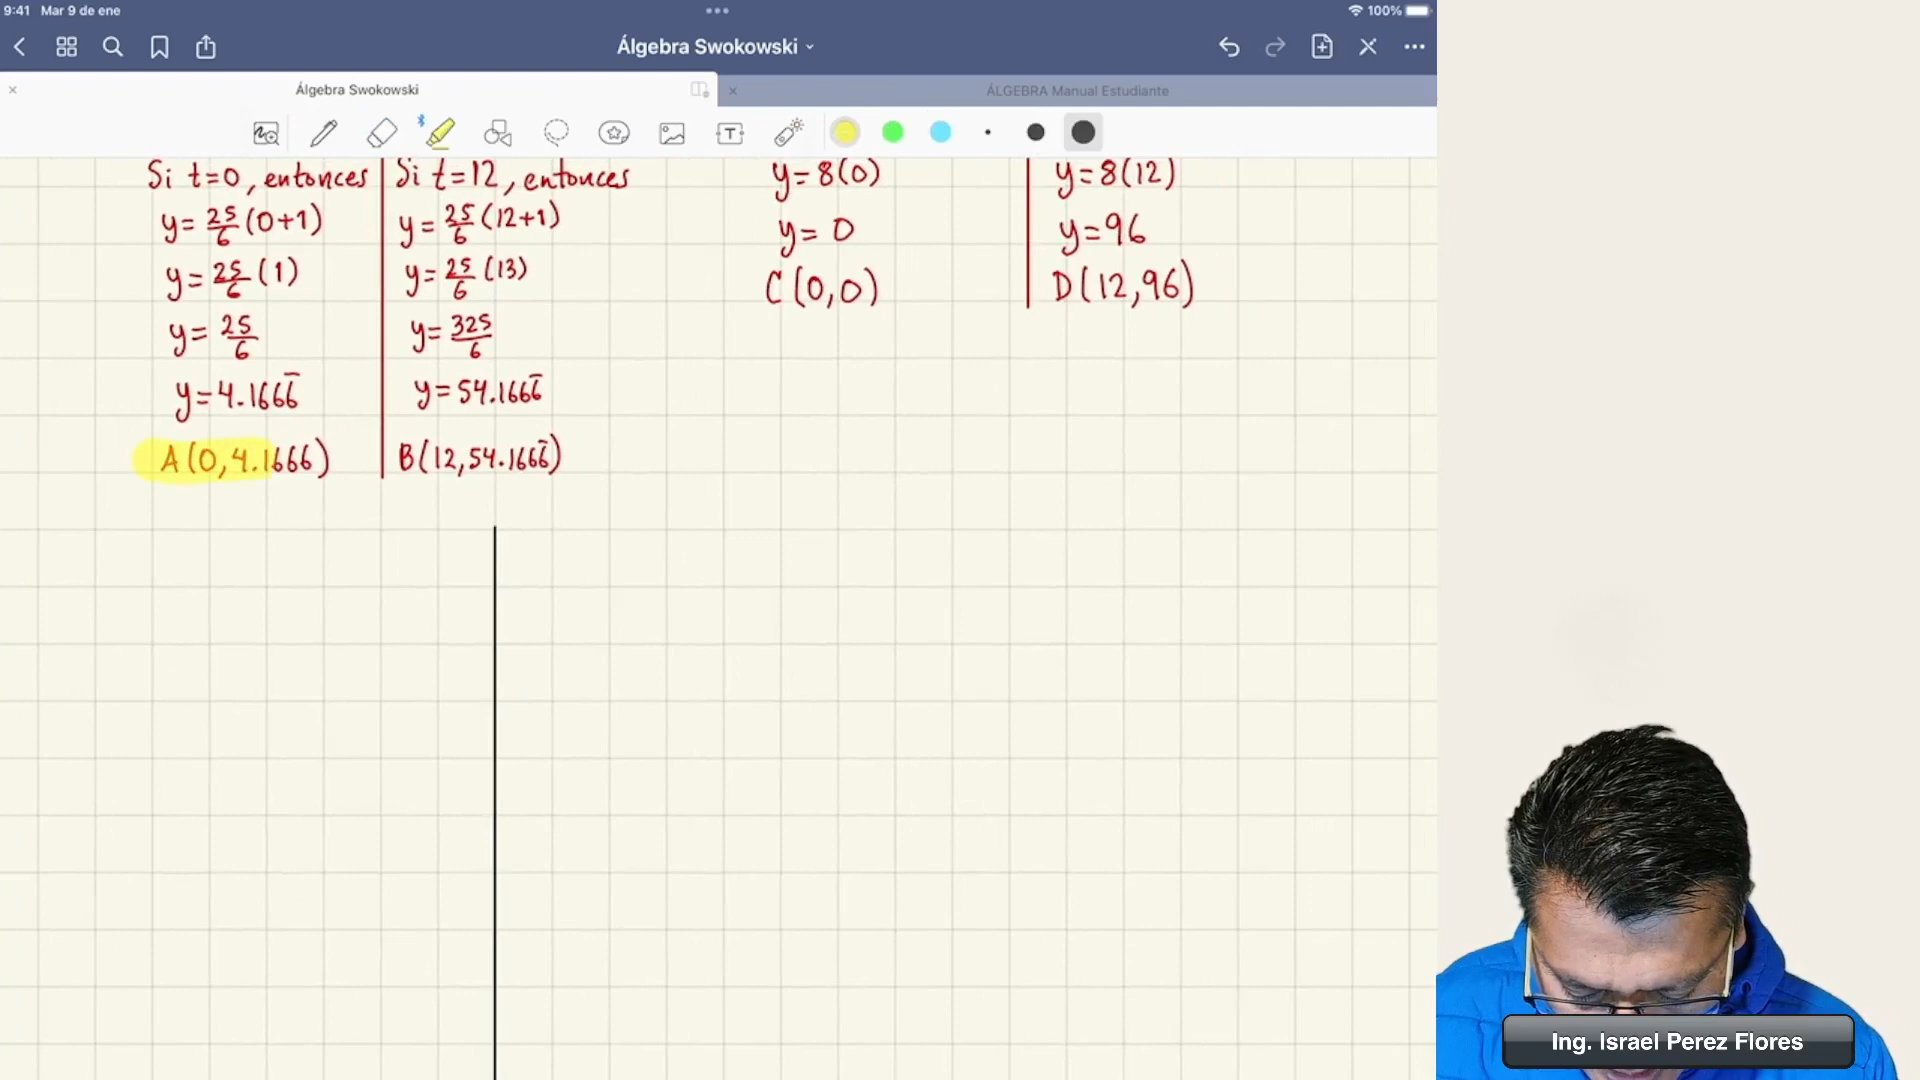 9:41 Mar 9 de ene
100%
Álgebra Swokowski
Álgebra Swokowski
ÁLGEBRA Manual Estudiante
Si t=0, entonces
y=25/6(0+1)
y=25/6(1)
y=25/6
y=4.1666̅
A(0,4.1666)
Si t=12, entonces
y=25/6(12+1)
y=25/6(13)
y=325/6
y=54.1666̅
B(12,54.1666̅)
y=8(0)
y=0
C(0,0)
y=8(12)
y=96
D(12,96)
Ing. Israel Perez Flores